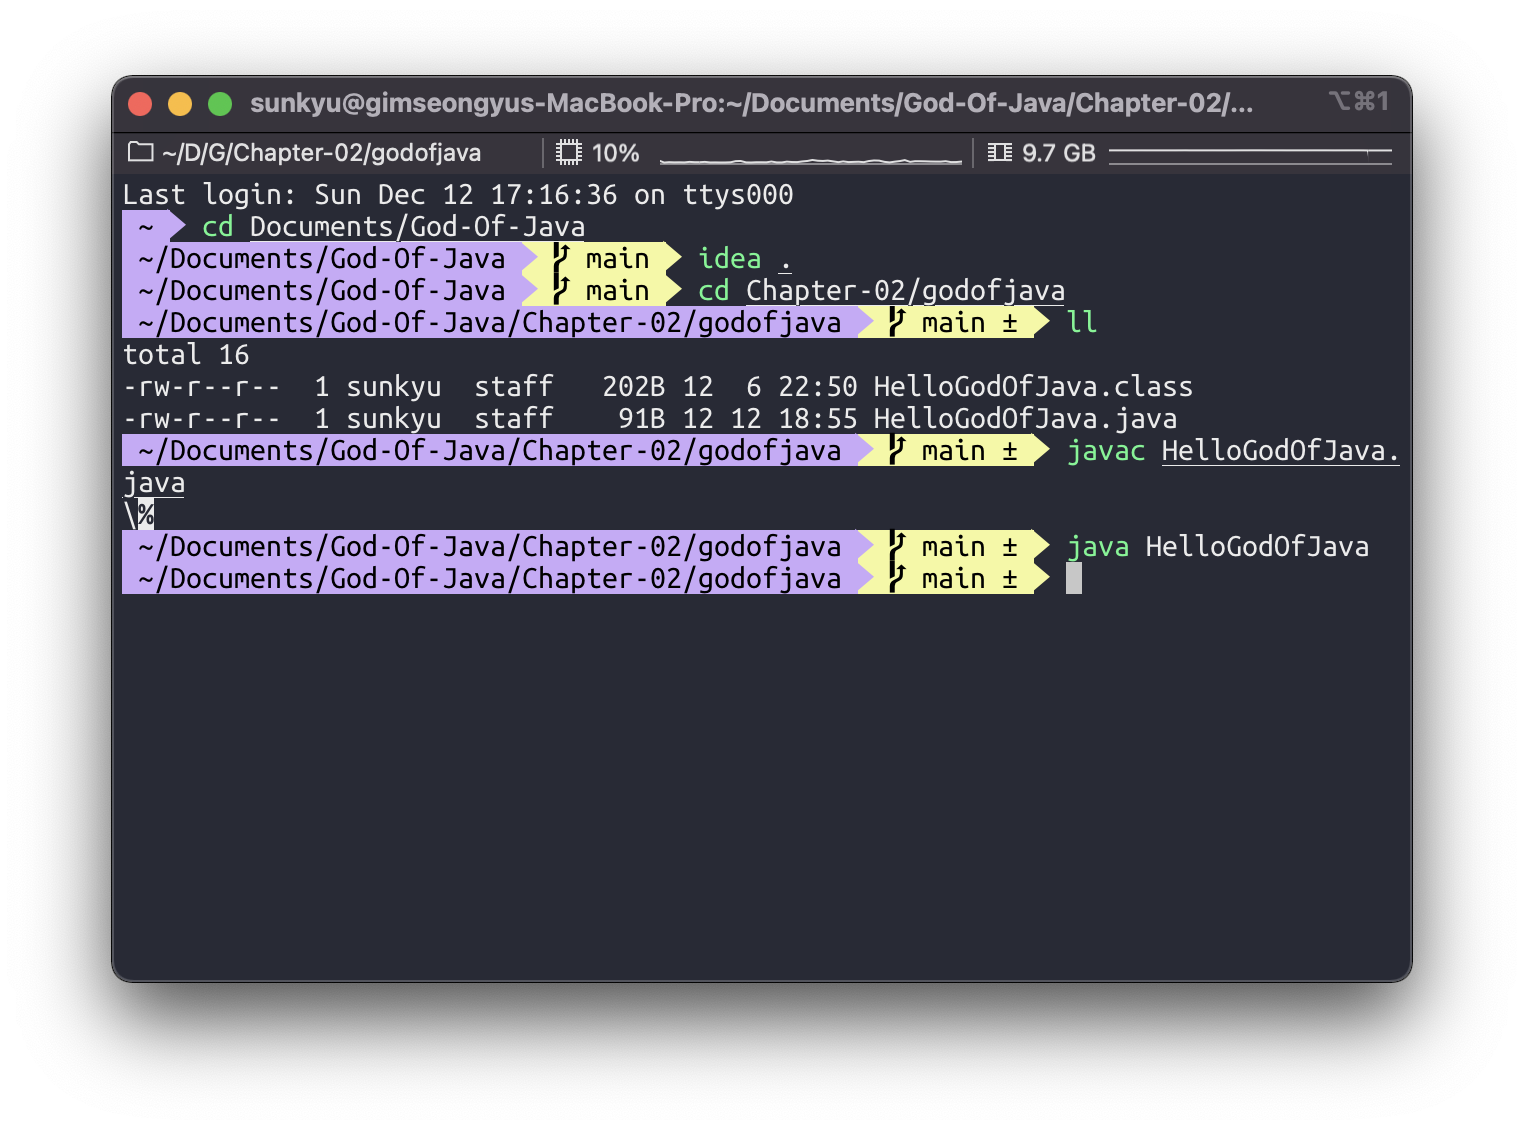 sunkyu@gimseongyus-MacBook-Pro:~/Documents/God-Of-Java/Chapter-02/... ⌥⌘1
~/D/G/Chapter-02/godofjava 10% 9.7 GB
Last login: Sun Dec 12 17:16:36 on ttys000
~ cd Documents/God-Of-Java
~/Documents/God-Of-Java main idea .
~/Documents/God-Of-Java main cd Chapter-02/godofjava
~/Documents/God-Of-Java/Chapter-02/godofjava main ± ll
total 16
-rw-r--r--  1 sunkyu  staff   202B 12  6 22:50 HelloGodOfJava.class
-rw-r--r--  1 sunkyu  staff    91B 12 12 18:55 HelloGodOfJava.java
~/Documents/God-Of-Java/Chapter-02/godofjava main ± javac HelloGodOfJava.
java
\%
~/Documents/God-Of-Java/Chapter-02/godofjava main ± java HelloGodOfJava
~/Documents/God-Of-Java/Chapter-02/godofjava main ±